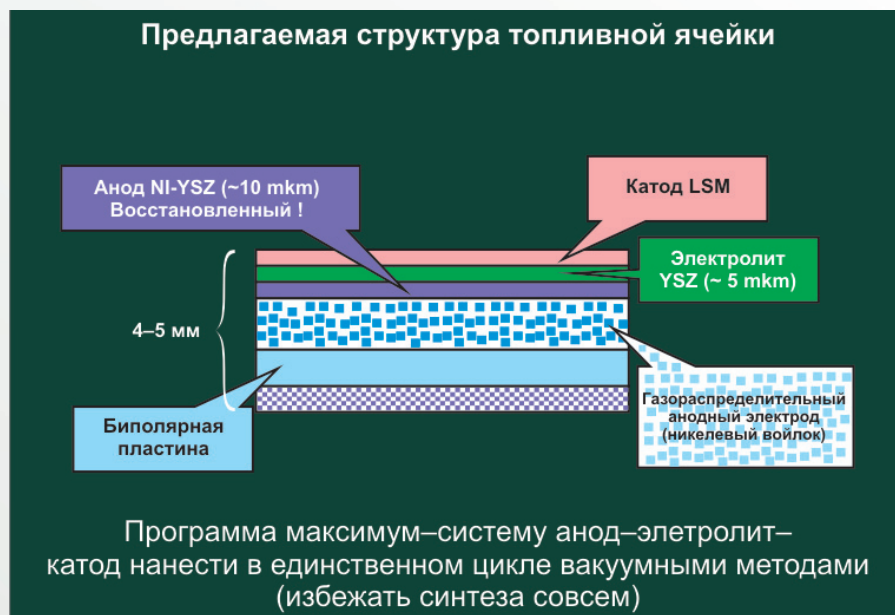 Предлагаемая структура топливной ячейки
Анод NI-YSZ (~10 mkm)
Восстановленный !
Катод LSM
Электролит
YSZ (~ 5 mkm)
4–5 мм
Биполярная
пластина
Газораспределительный
анодный электрод
(никелевый войлок)
Программа максимум–систему анод–элетролит–
катод нанести в единственном цикле вакуумными методами
(избежать синтеза совсем)